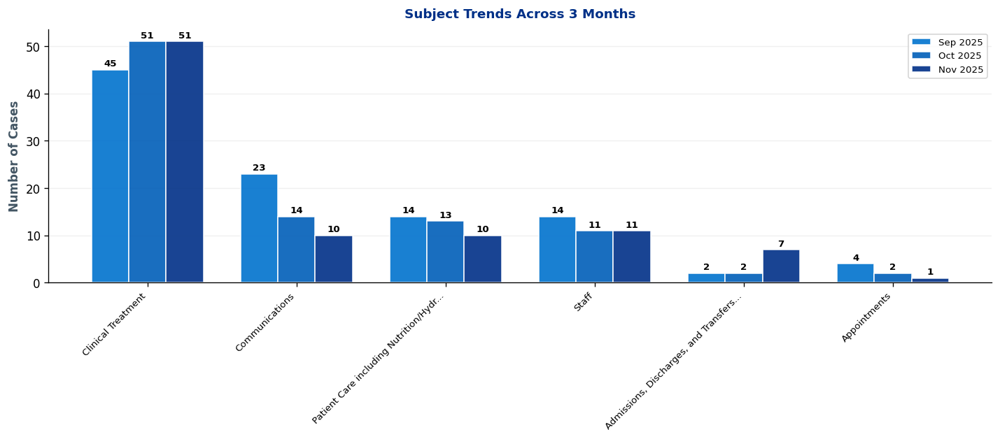 Subject Trends Across 3 Months
Number of Cases
50
40
30
20
10
0
Sep 2025
Oct 2025
Nov 2025
45
51
51
23
14
10
14
13
10
14
11
11
2
2
7
4
2
1
Clinical Treatment
Communications
Patient Care including Nutrition/Hydr...
Staff
Admissions, Discharges, and Transfers...
Appointments